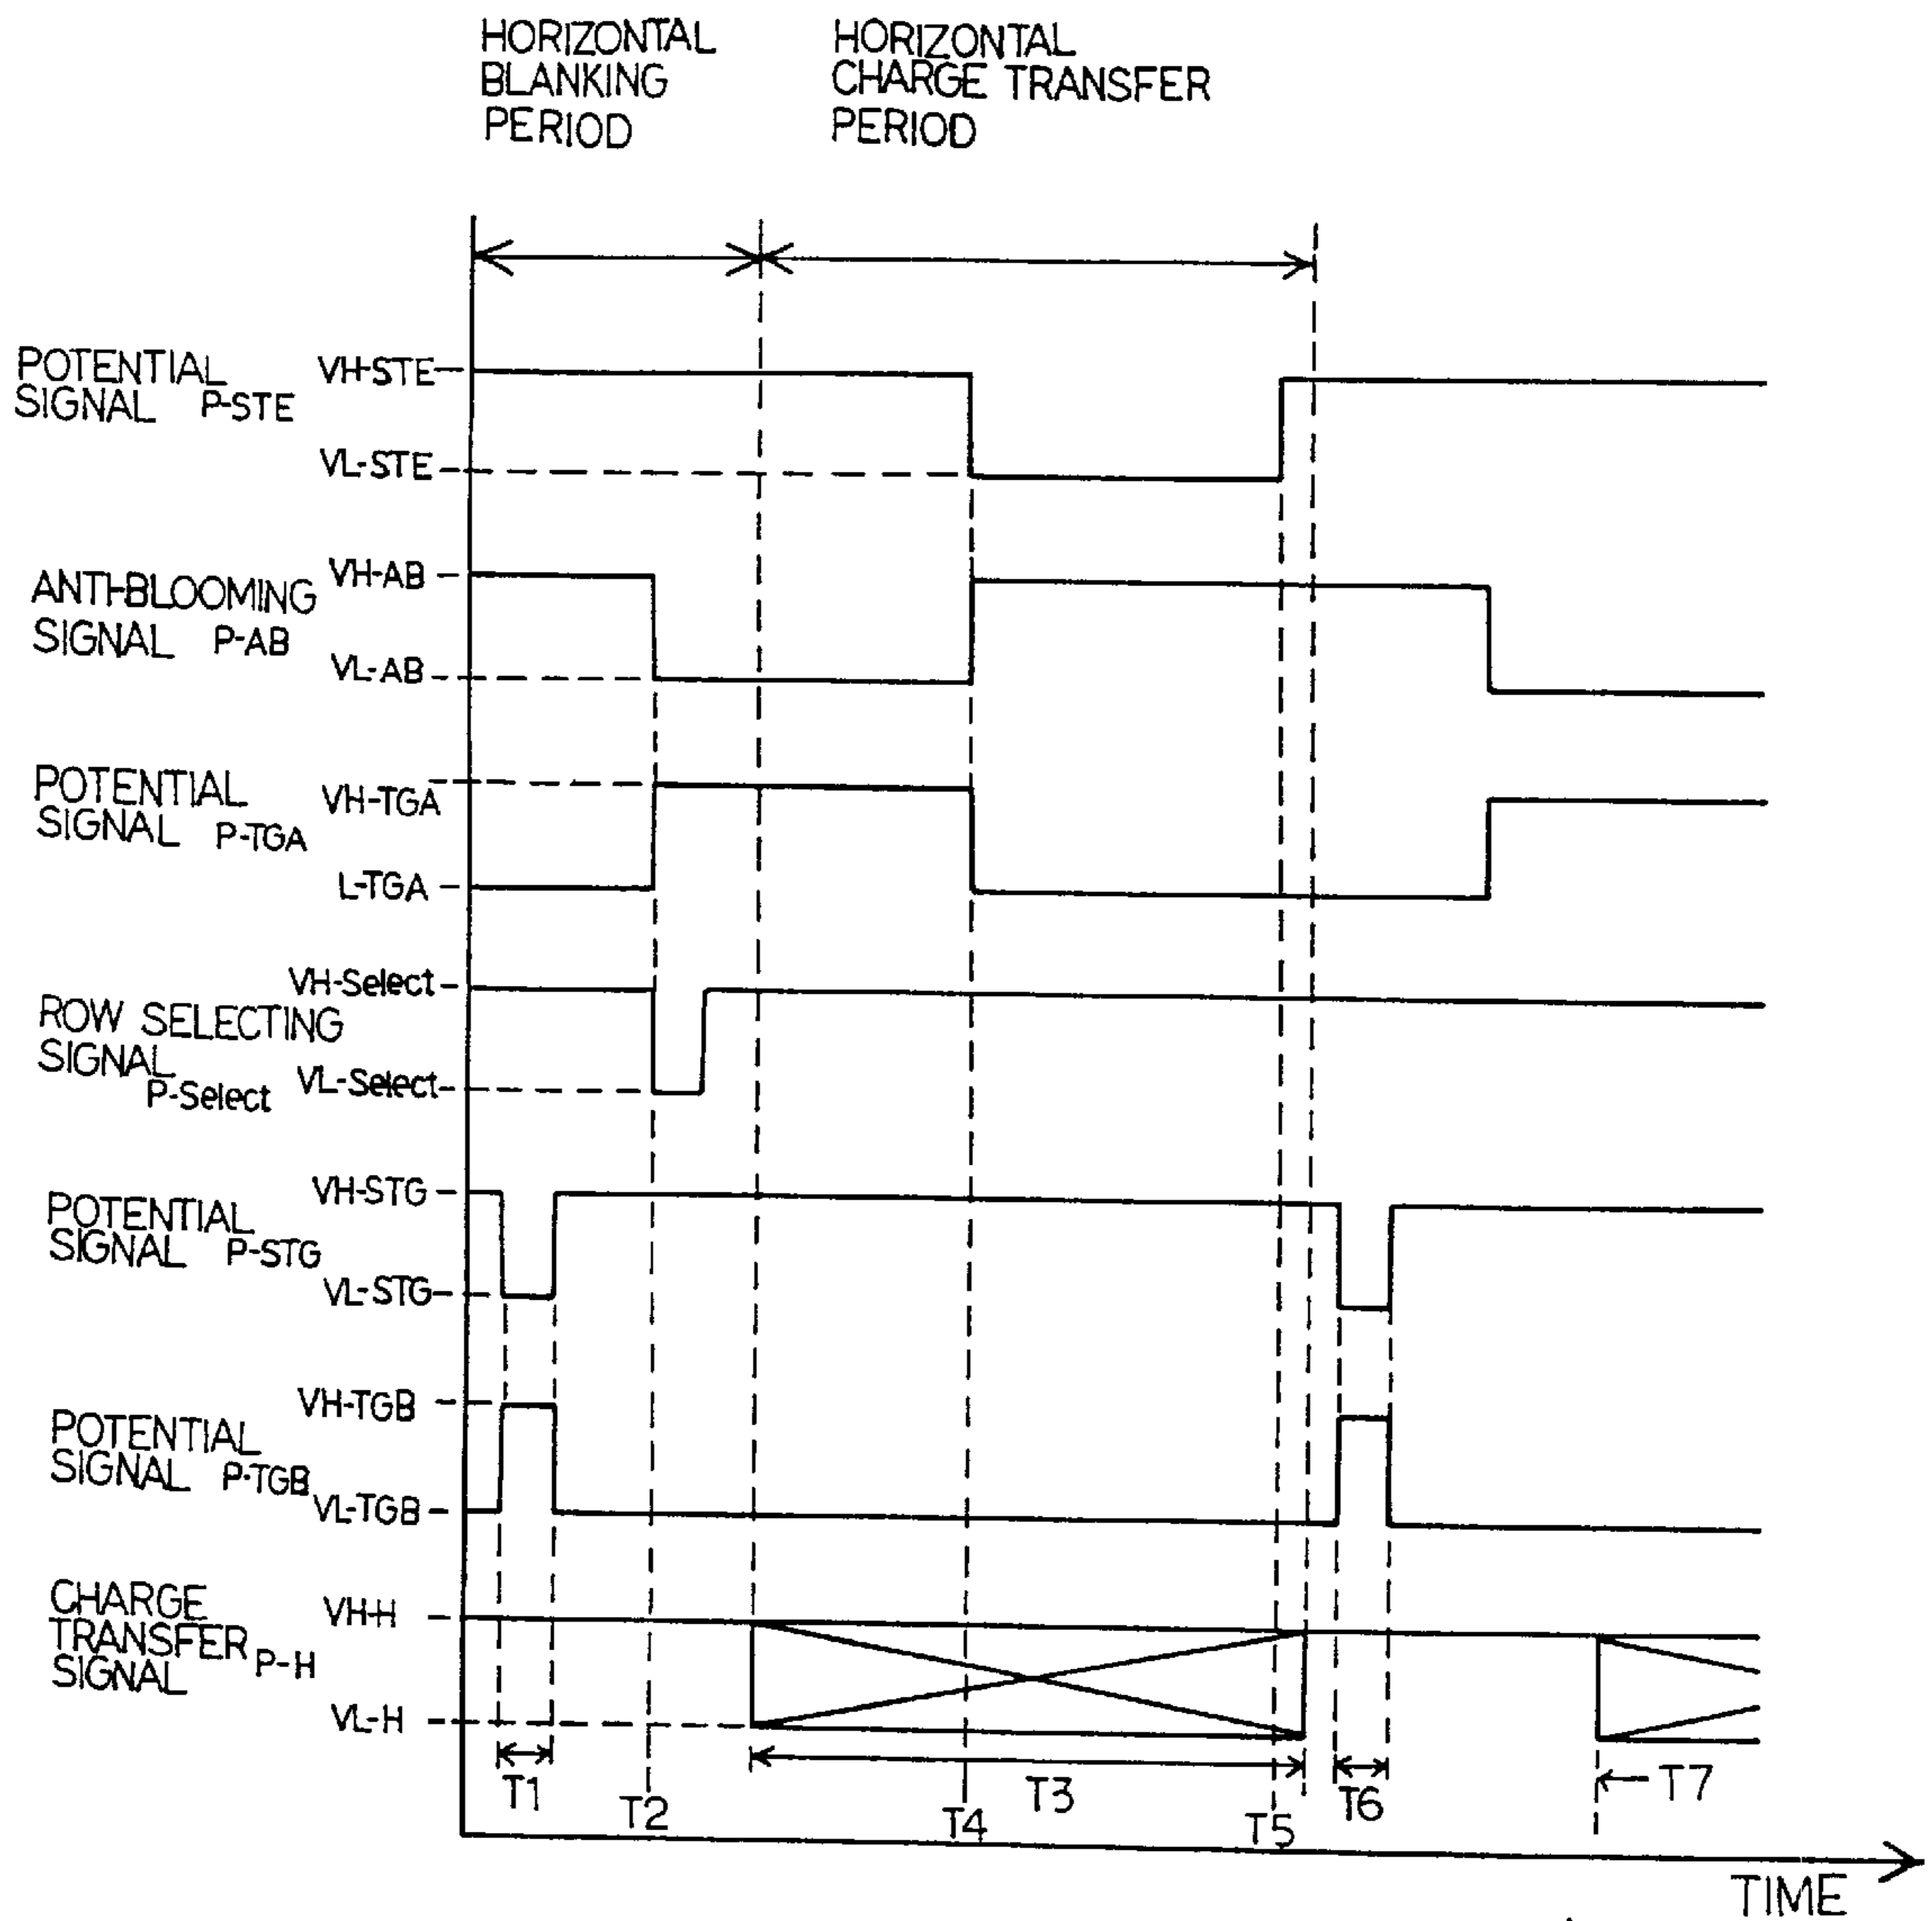 HORIZONTAL
BLANKING
PERIOD
HORIZONTAL
CHARGE TRANSFER
PERIOD
POTENTIAL
SIGNAL P-STE
VH-STE
VL-STE
ANTI-BLOOMING
SIGNAL P-AB
VH-AB
VL-AB
POTENTIAL
SIGNAL P-TGA
VH-TGA
L-TGA
ROW SELECTING
SIGNAL
P-Select
VH-Select
VL-Select
POTENTIAL
SIGNAL P-STG
VH-STG
VL-STG
POTENTIAL
SIGNAL P-TGB
VH-TGB
VL-TGB
CHARGE
TRANSFER P-H
SIGNAL
VH-H
VL-H
T1
T2
T3
T4
T5
T6
T7
TIME